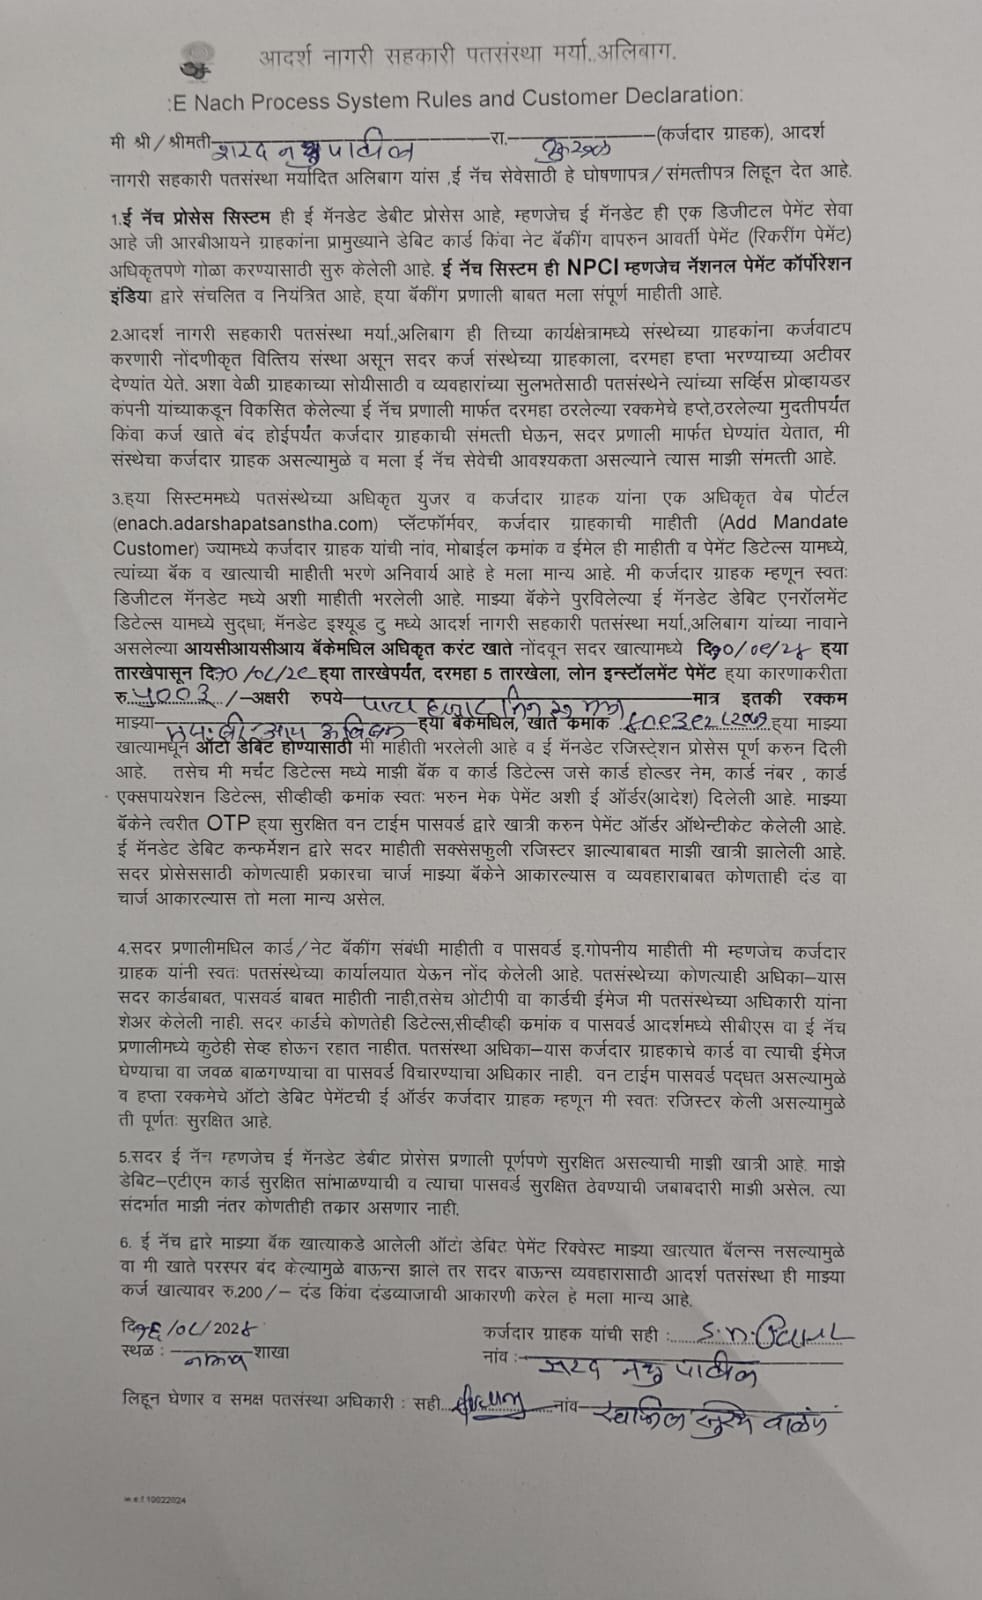 आदर्श नागरी सहकारी पतसंस्था मर्या..अलिबाग.
:E Nach Process System Rules and Customer Declaration:
मी श्री/श्रीमती शरद नथु पाटील रा. (कर्जदार ग्राहक), आदर्श
नागरी सहकारी पतसंस्था मर्यादित अलिबाग यांस ,ई नॅच सेवेसाठी हे घोषणापत्र/संमत्तीपत्र लिहून देत आहे.
1.ई नॅच प्रोसेस सिस्टम ही ई मॅनडेट डेबीट प्रोसेस आहे, म्हणजेच ई मॅनडेट ही एक डिजीटल पेमेंट सेवा
आहे जी आरबीआयने ग्राहकांना प्रामुख्याने डेबिट कार्ड किंवा नेट बॅकींग वापरुन आवर्ती पेमेंट (रिकरींग पेमेंट)
अधिकृतपणे गोळा करण्यासाठी सुरु केलेली आहे. ई नॅच सिस्टिम ही NPCI म्हणजेच नॅशनल पेमेंट कॉर्पोरेशन
इंडिया द्वारे संचलित व नियंत्रित आहे, हया बॅकींग प्रणाली बाबत मला संपूर्ण माहीती आहे.
2.आदर्श नागरी सहकारी पतसंस्था मर्या.,अलिबाग ही तिच्या कार्यक्षेत्रामध्ये संस्थेच्या ग्राहकांना कर्जवाटप
करणारी नोंदणीकृत वित्तिय संस्था असून सदर कर्ज संस्थेच्या ग्राहकाला, दरमहा हप्ता भरण्याच्या अटीवर
देण्यांत येते. अशा वेळी ग्राहकाच्या सोयीसाठी व व्यवहारांच्या सुलभतेसाठी पतसंस्थेने त्यांच्या सर्व्हिस प्रोव्हायडर
कंपनी यांच्याकडून विकसित केलेल्या ई नॅच प्रणाली मार्फत दरमहा ठरलेल्या रक्कमेचे हप्ते,ठरलेल्या मुदतीपर्यंत
किंवा कर्ज खाते बंद होईपर्यंत कर्जदार ग्राहकाची संमत्ती घेऊन, सदर प्रणाली मार्फत घेण्यांत येतात, मी
संस्थेचा कर्जदार ग्राहक असल्यामुळे व मला ई नॅच सेवेची आवश्यकता असल्याने त्यास माझी संमत्ती आहे.
3.हया सिस्टममध्ये पतसंस्थेच्या अधिकृत युजर व कर्जदार ग्राहक यांना एक अधिकृत वेब पोर्टल
(enach.adarshapatsanstha.com) प्लॅटफॉर्मवर, कर्जदार ग्राहकाची माहीती (Add Mandate
Customer) ज्यामध्ये कर्जदार ग्राहक यांची नांव, मोबाईल क्रमांक व ईमेल ही माहीती व पेमेंट डिटेल्स यामध्ये,
त्यांच्या बॅक व खात्याची माहीती भरणे अनिवार्य आहे हे मला मान्य आहे. मी कर्जदार ग्राहक म्हणून स्वतः
डिजीटल मॅनडेट मध्ये अशी माहीती भरलेली आहे. माझ्या बॅकेने पुरविलेल्या ई मॅनडेट डेबिट एनरॉलमेंट
डिटेल्स यामध्ये सुद्धा; मॅनडेट इश्यूड टु मध्ये आदर्श नागरी सहकारी पतसंस्था मर्या.,अलिबाग यांच्या नावाने
असलेल्या आयसीआयसीआय बॅकेमधिल अधिकृत करंट खाते नोंदवून सदर खात्यामध्ये दि १०/०९/२४ हया
तारखेपासून दि १०/०८/२९ हया तारखेपर्यंत, दरमहा 5 तारखेला, लोन इन्स्टॉलमेंट पेमेंट हया कारणाकरीता
रु. ५००३ /-अक्षरी रुपये पाच हजार तीन रु मात्र मात्र इतकी रक्कम
माझ्या हया बॅकेमधिल, खाते क्रमांक हया माझ्या
खात्यामधून ऑटो डेबिट होण्यासाठी मी माहीती भरलेली आहे व ई मॅनडेट रजिस्ट्रेशन प्रोसेस पूर्ण करुन दिली
आहे. तसेच मी मर्चंट डिटेल्स मध्ये माझी बॅक व कार्ड डिटेल्स जसे कार्ड होल्डर नेम, कार्ड नंबर , कार्ड
एक्सपायरेशन डिटेल्स, सीव्हीव्ही क्रमांक स्वतः भरुन मेक पेमेंट अशी ई ऑर्डर(आदेश) दिलेली आहे. माझ्या
बॅकेने त्वरीत OTP हया सुरक्षित वन टाईम पासवर्ड द्वारे खात्री करुन पेमेंट ऑर्डर ऑथेन्टीकेट केलेली आहे.
ई मॅनडेट डेबिट कन्फर्मेशन द्वारे सदर माहीती सक्सेसफुली रजिस्टर झाल्याबाबत माझी खात्री झालेली आहे.
सदर प्रोसेससाठी कोणत्याही प्रकारचा चार्ज माझ्या बॅकेने आकारल्यास व व्यवहाराबाबत कोणताही दंड वा
चार्ज आकारल्यास तो मला मान्य असेल.
4.सदर प्रणालीमधिल कार्ड/नेट बॅकींग संबंधी माहीती व पासवर्ड इ.गोपनीय माहीती मी म्हणजेच कर्जदार
ग्राहक यांनी स्वतः पतसंस्थेच्या कार्यालयात येऊन नोंद केलेली आहे. पतसंस्थेच्या कोणत्याही अधिका-यास
सदर कार्डबाबत, पासवर्ड बाबत माहीती नाही,तसेच ओटीपी वा कार्डची ईमेज मी पतसंस्थेच्या अधिकारी यांना
शेअर केलेली नाही. सदर कार्डचे कोणतेही डिटेल्स,सीव्हीव्ही क्रमांक व पासवर्ड आदर्शमध्ये सीबीएस वा ई नॅच
प्रणालीमध्ये कुठेही सेव्ह होऊन रहात नाहीत. पतसंस्था अधिका-यास कर्जदार ग्राहकाचे कार्ड वा त्याची ईमेज
घेण्याचा वा जवळ बाळगण्याचा वा पासवर्ड विचारण्याचा अधिकार नाही. वन टाईम पासवर्ड पद्धत असल्यामुळे
व हप्ता रक्कमेचे ऑटो डेबिट पेमेंटची ई ऑर्डर कर्जदार ग्राहक म्हणून मी स्वतः रजिस्टर केली असल्यामुळे
ती पूर्णतः सुरक्षित आहे.
5.सदर ई नॅच म्हणजेच ई मॅनडेट डेबीट प्रोसेस प्रणाली पूर्णपणे सुरक्षित असल्याची माझी खात्री आहे. माझे
डेबिट-एटीएम कार्ड सुरक्षित सांभाळण्याची व त्याचा पासवर्ड सुरक्षित ठेवण्याची जबाबदारी माझी असेल. त्या
संदर्भात माझी नंतर कोणतीही तक्रार असणार नाही.
6. ई नॅच द्वारे माझ्या बॅक खात्याकडे आलेली ऑटो डेबिट पेमेंट रिक्वेस्ट माझ्या खात्यात बॅलन्स नसल्यामुळे
वा मी खाते परस्पर बंद केल्यामुळे बाऊन्स झाले तर सदर बाऊन्स व्यवहारासाठी आदर्श पतसंस्था ही माझ्या
कर्ज खात्यावर रु.200/- दंड किंवा दंडव्याजाची आकारणी करेल हे मला मान्य आहे.
दि १६/०८/2024 कर्जदार ग्राहक यांची सही :
स्थळ : शाखा नांव : शरद नथु पाटील
लिहून घेणार व समक्ष पतसंस्था अधिकारी : सही नांव स्वप्निल
w.e.f.10022024